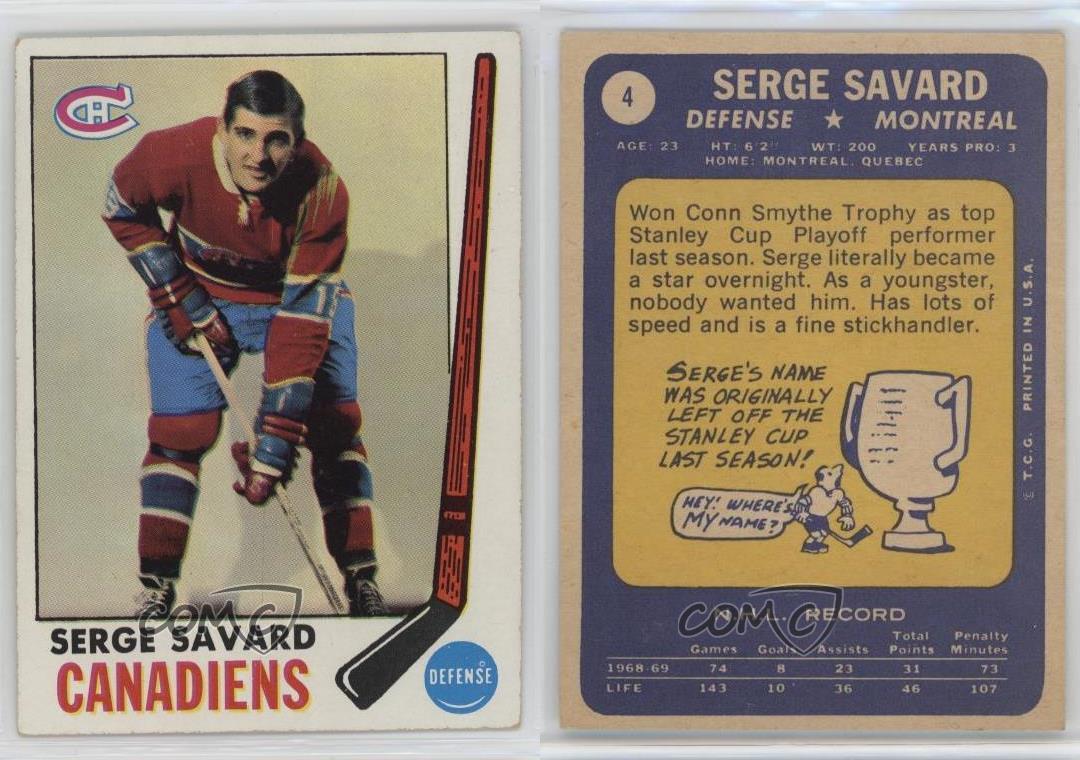 CH
15
SERGE SAVARD
CANADIENS
DEFENSE
COMC
4
SERGE SAVARD
DEFENSE ★ MONTREAL
AGE: 23 HT: 6'2" WT: 200 YEARS PRO: 3
HOME: MONTREAL, QUEBEC
Won Conn Smythe Trophy as top
Stanley Cup Playoff performer
last season. Serge literally became
a star overnight. As a youngster,
nobody wanted him. Has lots of
speed and is a fine stickhandler.
SERGE'S NAME
WAS ORIGINALLY
LEFT OFF THE
STANLEY CUP
LAST SEASON!
HEY! WHERE'S
MY NAME?
© T.C.G. PRINTED IN U.S.A.
COMC
N.H.L. RECORD
Games Goals Assists Total Points Penalty Minutes
1968-69 74 8 23 31 73
LIFE 143 10 36 46 107